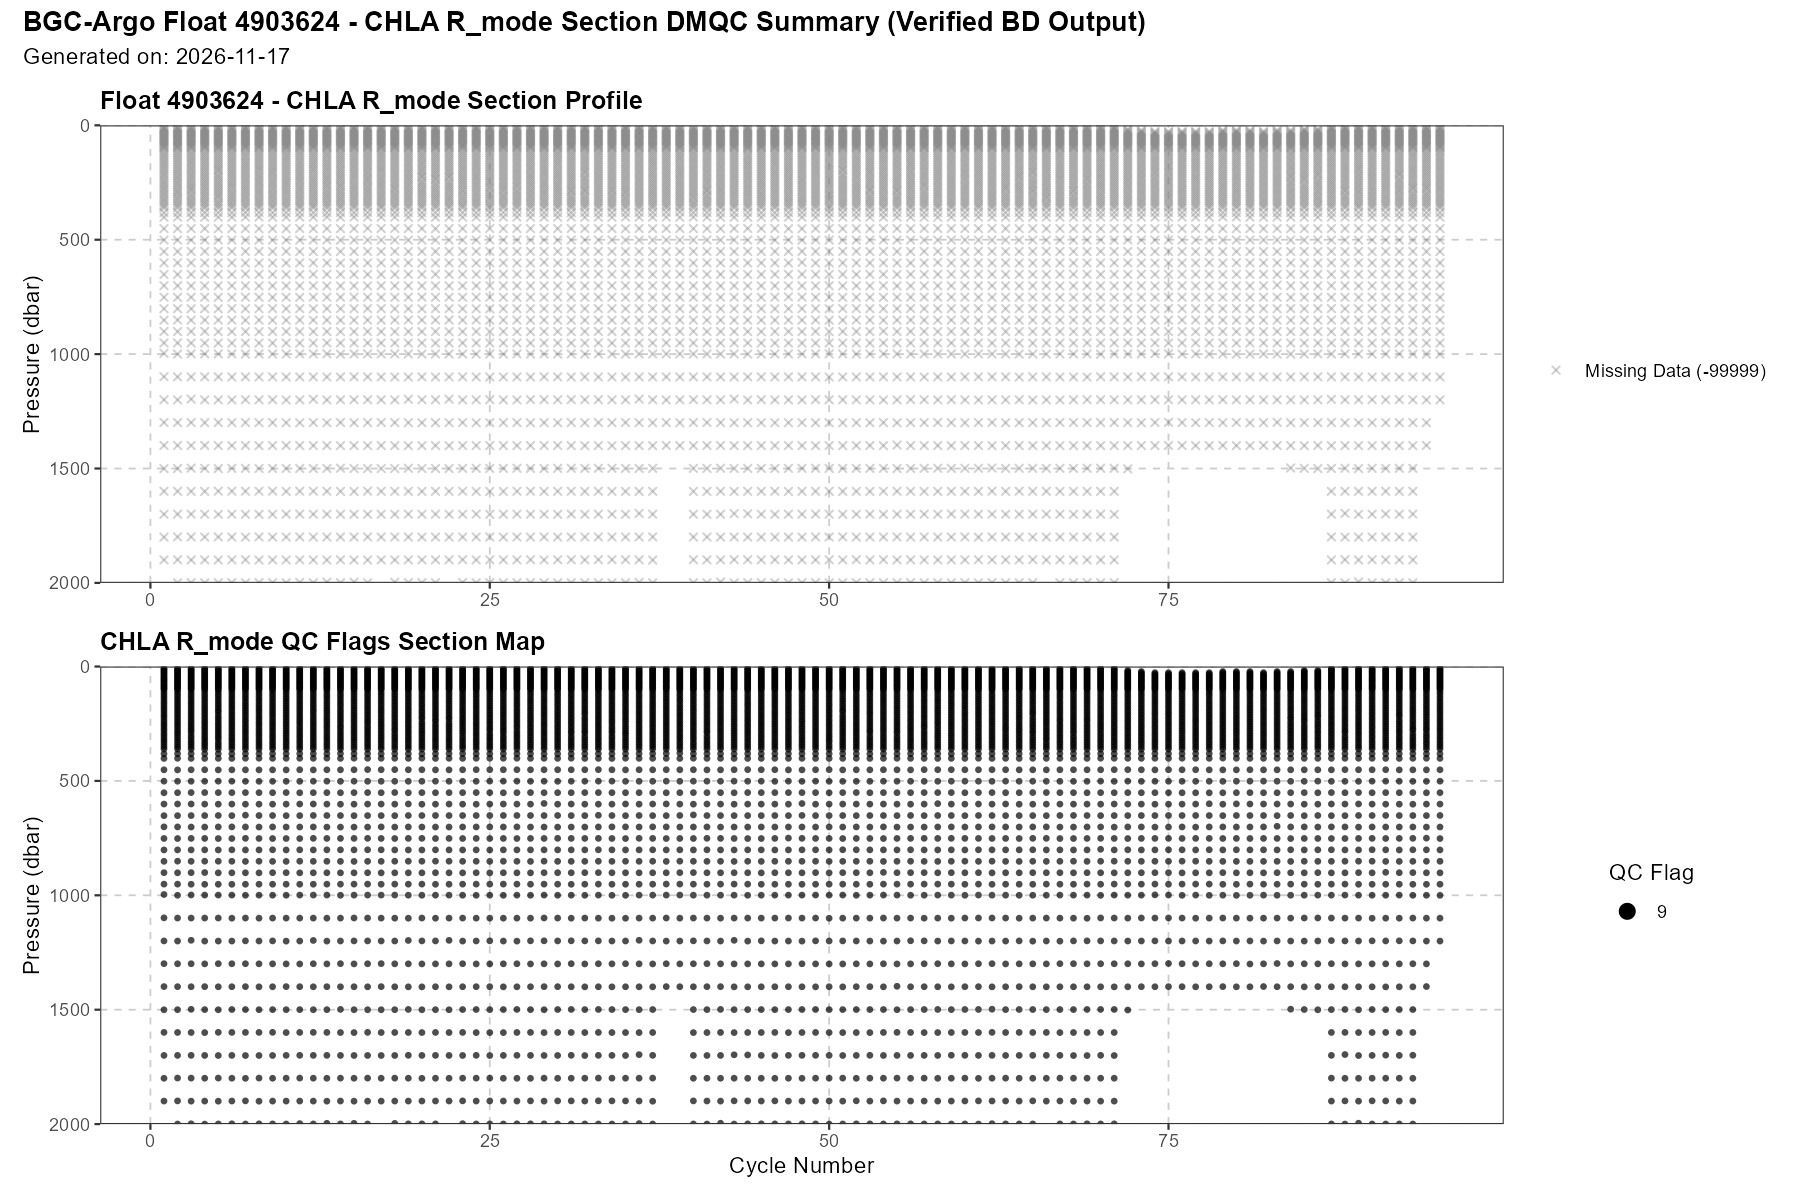 BGC-Argo Float 4903624 - CHLA R_mode Section DMQC Summary (Verified BD Output)
Generated on: 2026-11-17
Float 4903624 - CHLA R_mode Section Profile
0
500
1000
1500
2000
Pressure (dbar)
0
25
50
75
Missing Data (-99999)
CHLA R_mode QC Flags Section Map
0
500
1000
1500
2000
Pressure (dbar)
0
25
50
75
Cycle Number
QC Flag
9